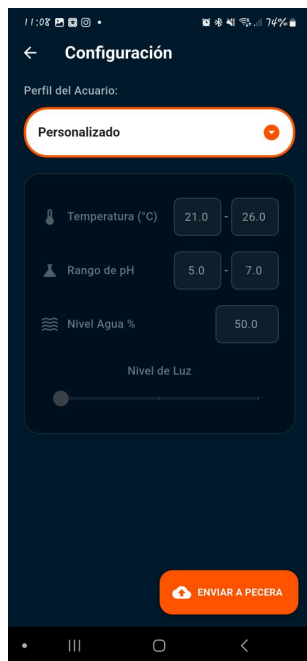 11:08 74%
Configuración
Perfil del Acuario:
Personalizado
Temperatura (°C) 21.0 - 26.0
Rango de pH 5.0 - 7.0
Nivel Agua % 50.0
Nivel de Luz
ENVIAR A PECERA